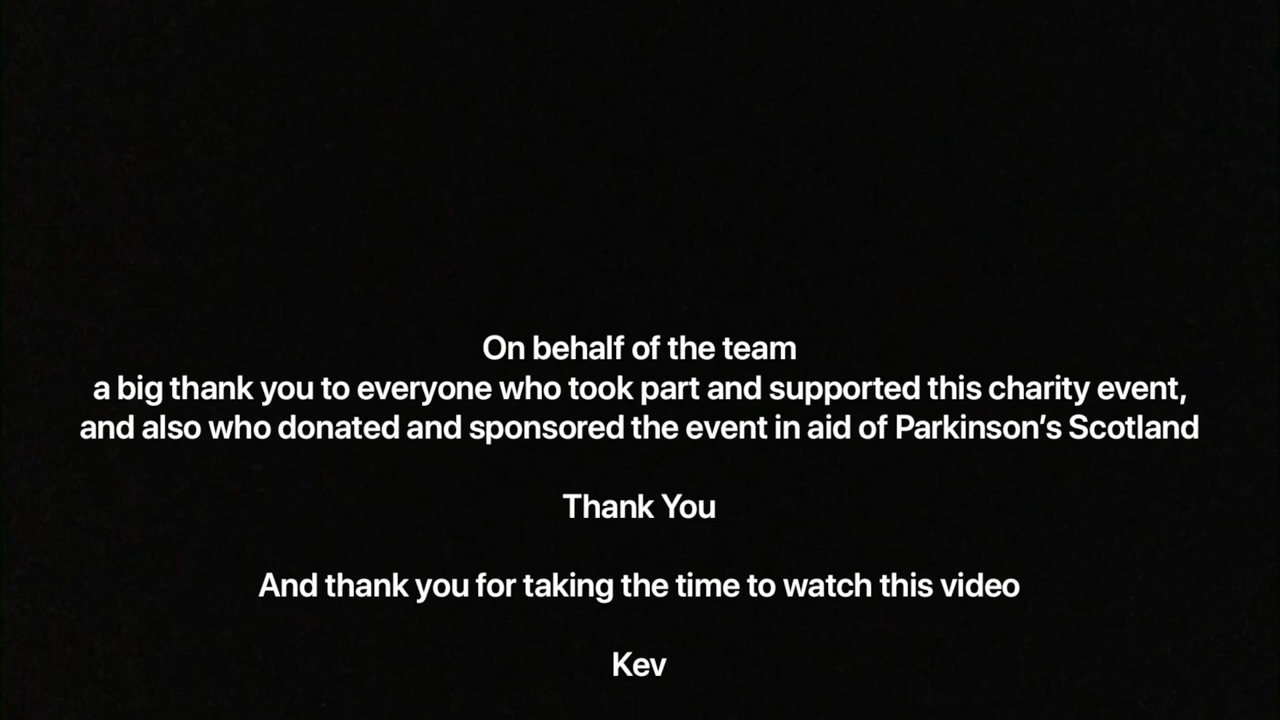 On behalf of the team
a big thank you to everyone who took part and supported this charity event,
and also who donated and sponsored the event in aid of Parkinson’s Scotland
Thank You
And thank you for taking the time to watch this video
Kev